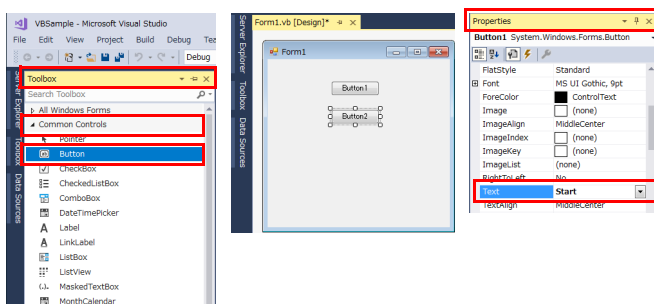 VBSample - Microsoft Visual Studio
File Edit View Project Build Debug
Debug
Toolbox
Search Toolbox
All Windows Forms
Common Controls
Pointer
Button
CheckBox
CheckedListBox
ComboBox
DateTimePicker
Label
LinkLabel
ListBox
ListView
MaskedTextBox
MonthCalendar
Server Explorer
Toolbox
Data Sources
Form1.vb [Design]*
Form1
Button1
Button2
Server Explorer
Toolbox
Data Sources
Properties
Button1 System.Windows.Forms.Button
FlatStyle Standard
Font MS UI Gothic, 9pt
ForeColor ControlText
Image (none)
ImageAlign MiddleCenter
ImageIndex (none)
ImageKey (none)
ImageList (none)
RightToLeft No
Text Start
TextAlign MiddleCenter